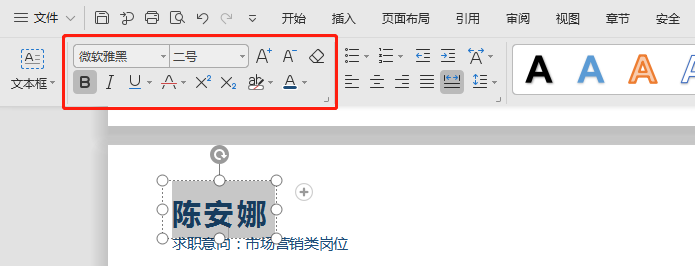 文件 开始 插入 页面布局 引用 审阅 视图 章节 安全
微软雅黑 二号 A+ A-
文本框 B I U A X² X₂ ab A
A A A A
陈安娜
求职意向：市场营销类岗位